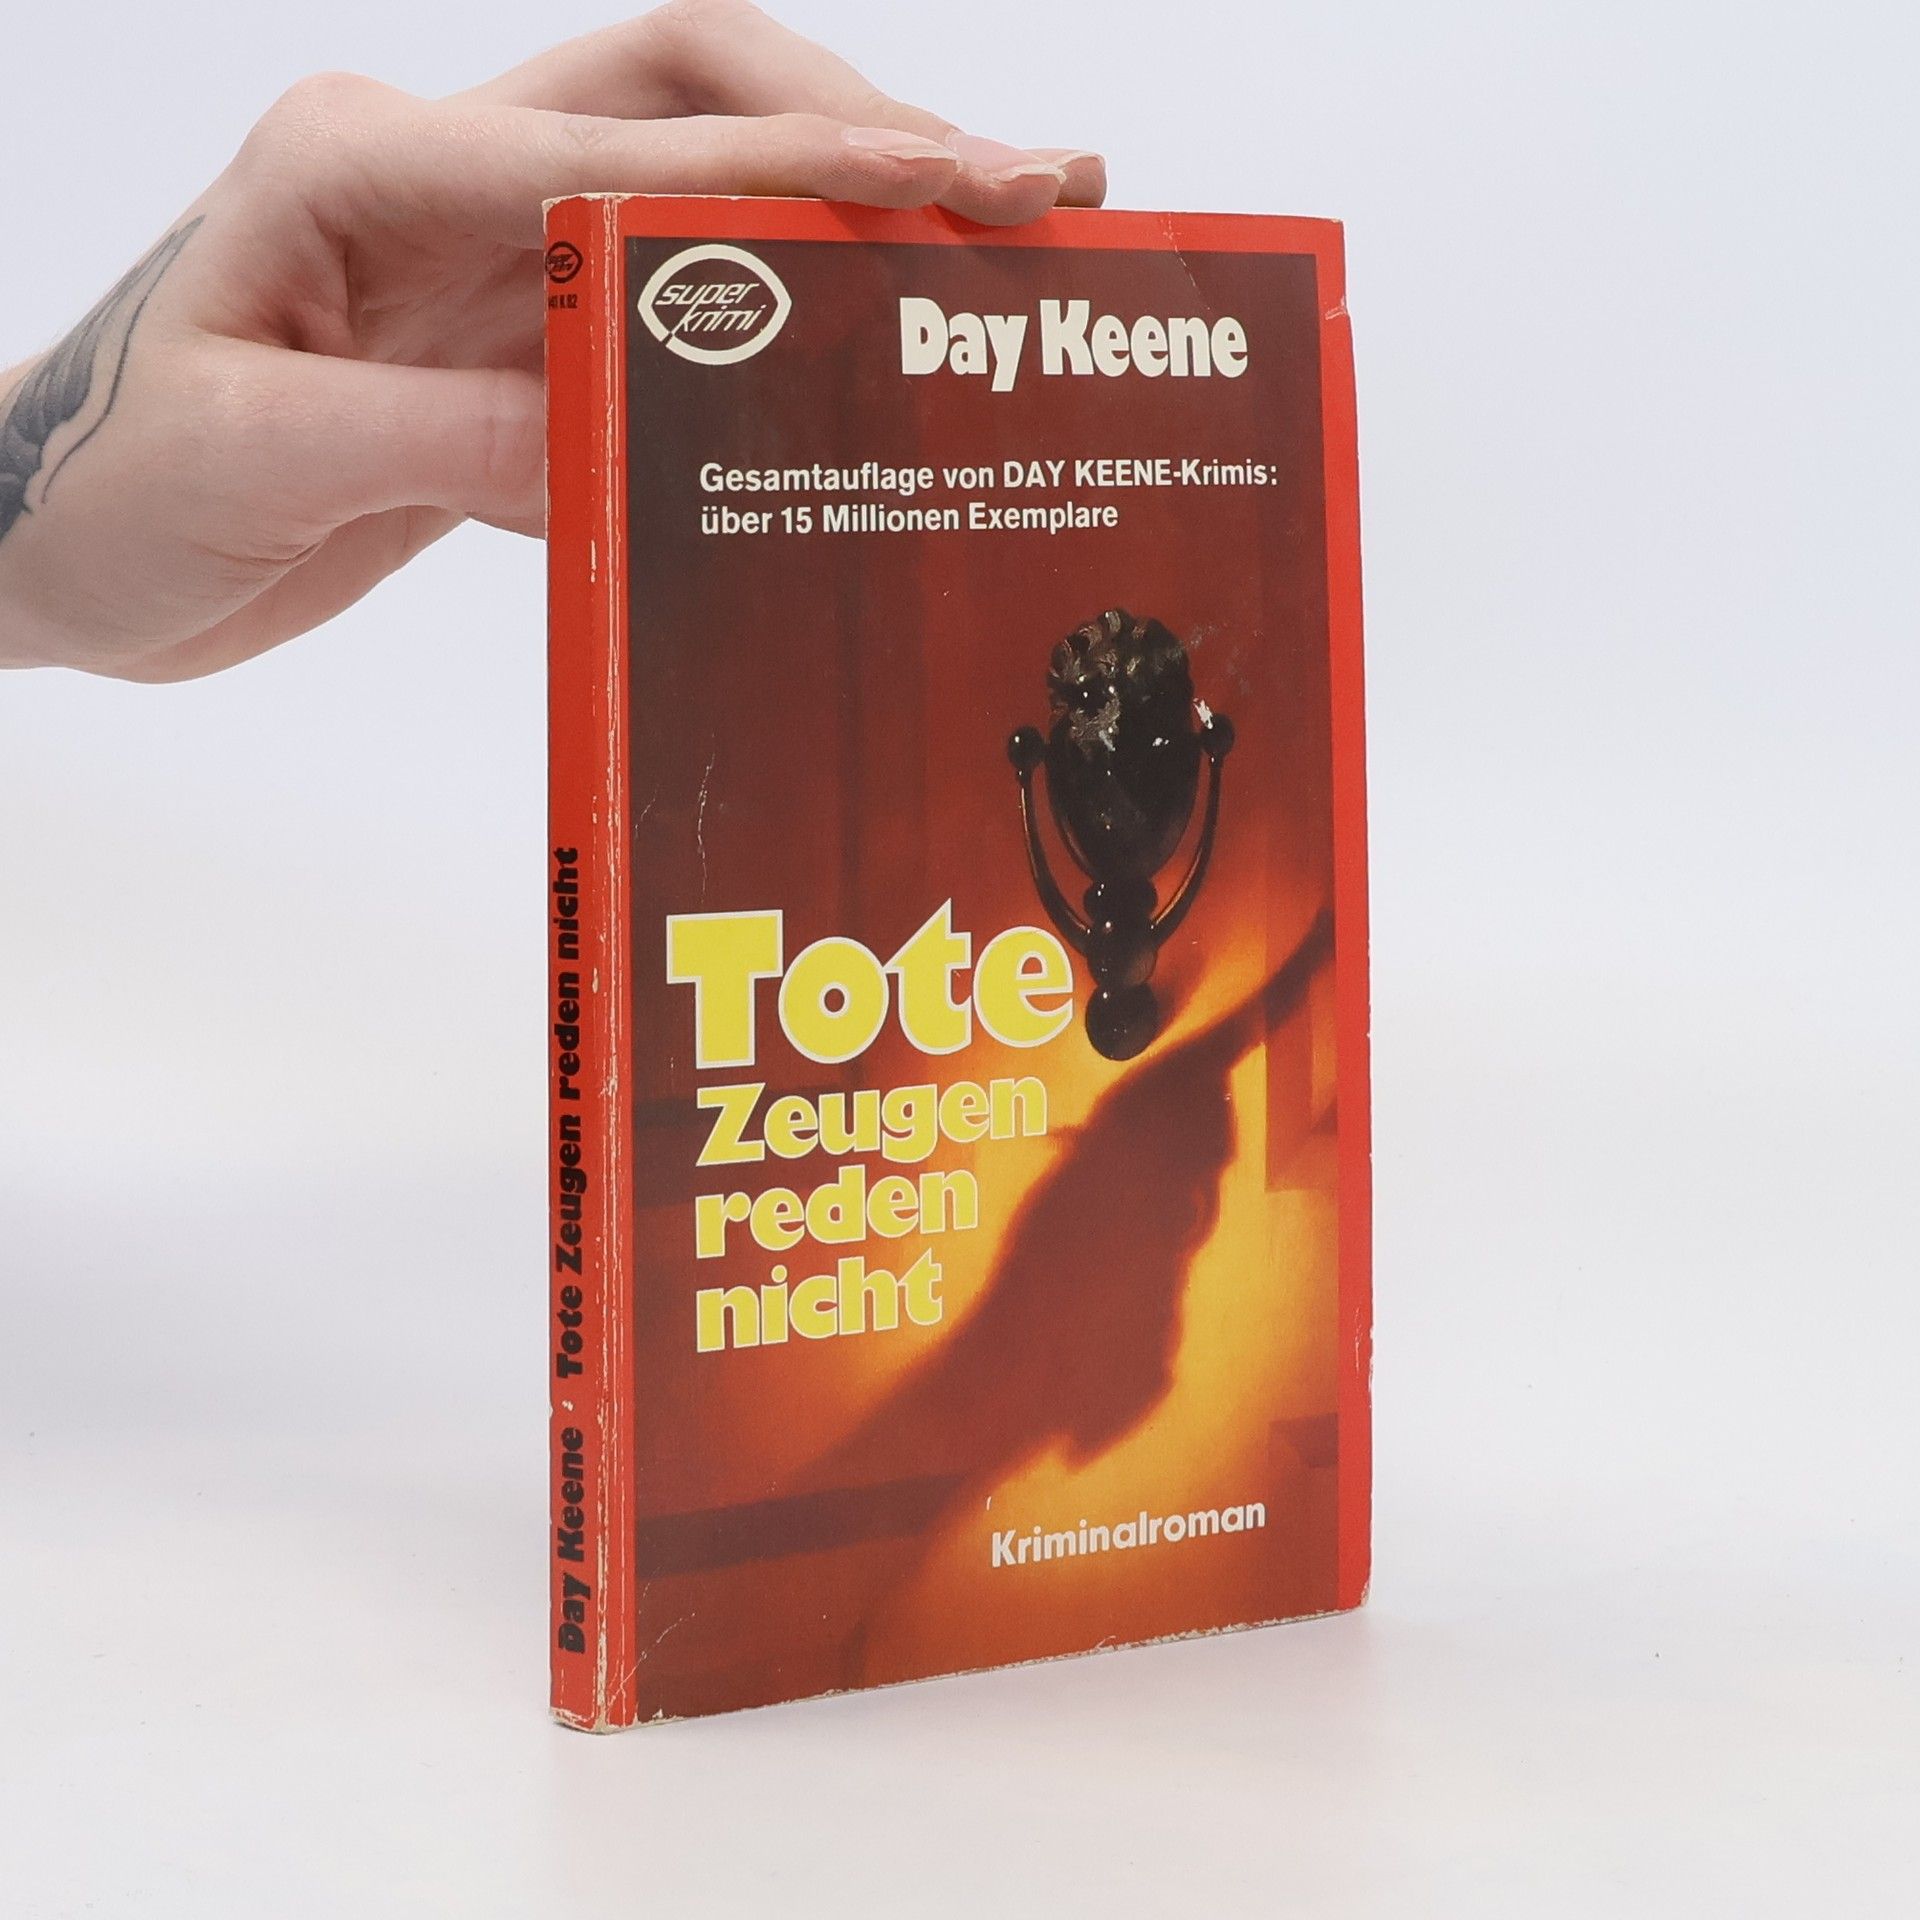 super
krimi
Day Keene
Gesamtauflage von DAY KEENE-Krimis:
über 15 Millionen Exemplare
Tote
Zeugen
reden
nicht
Kriminalroman
Day Keene · Tote Zeugen reden nicht